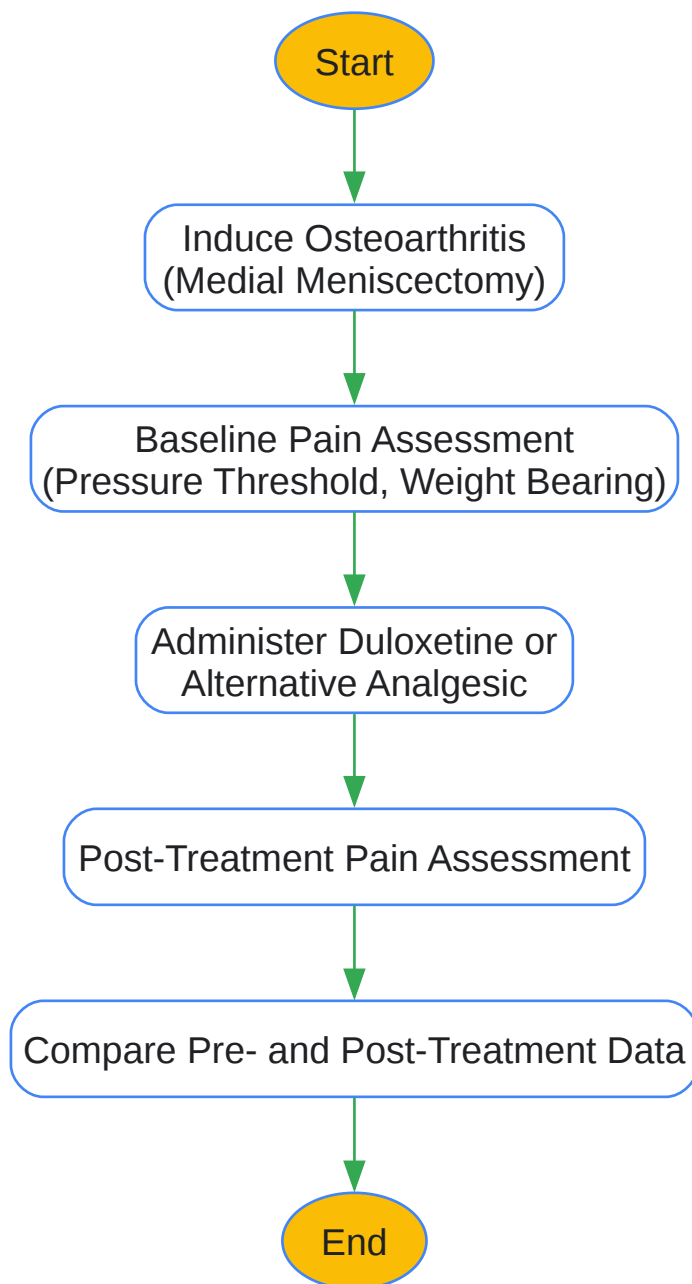 Start
Induce Osteoarthritis
(Medial Meniscectomy)
Baseline Pain Assessment
(Pressure Threshold, Weight Bearing)
Administer Duloxetine or
Alternative Analgesic
Post-Treatment Pain Assessment
Compare Pre- and Post-Treatment Data
End